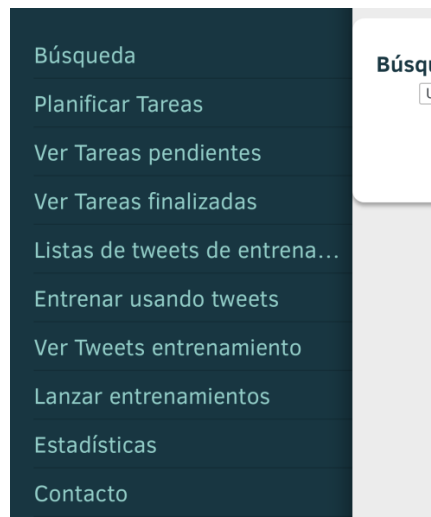 Búsqueda
Planificar Tareas
Ver Tareas pendientes
Ver Tareas finalizadas
Listas de tweets de entrena...
Entrenar usando tweets
Ver Tweets entrenamiento
Lanzar entrenamientos
Estadísticas
Contacto